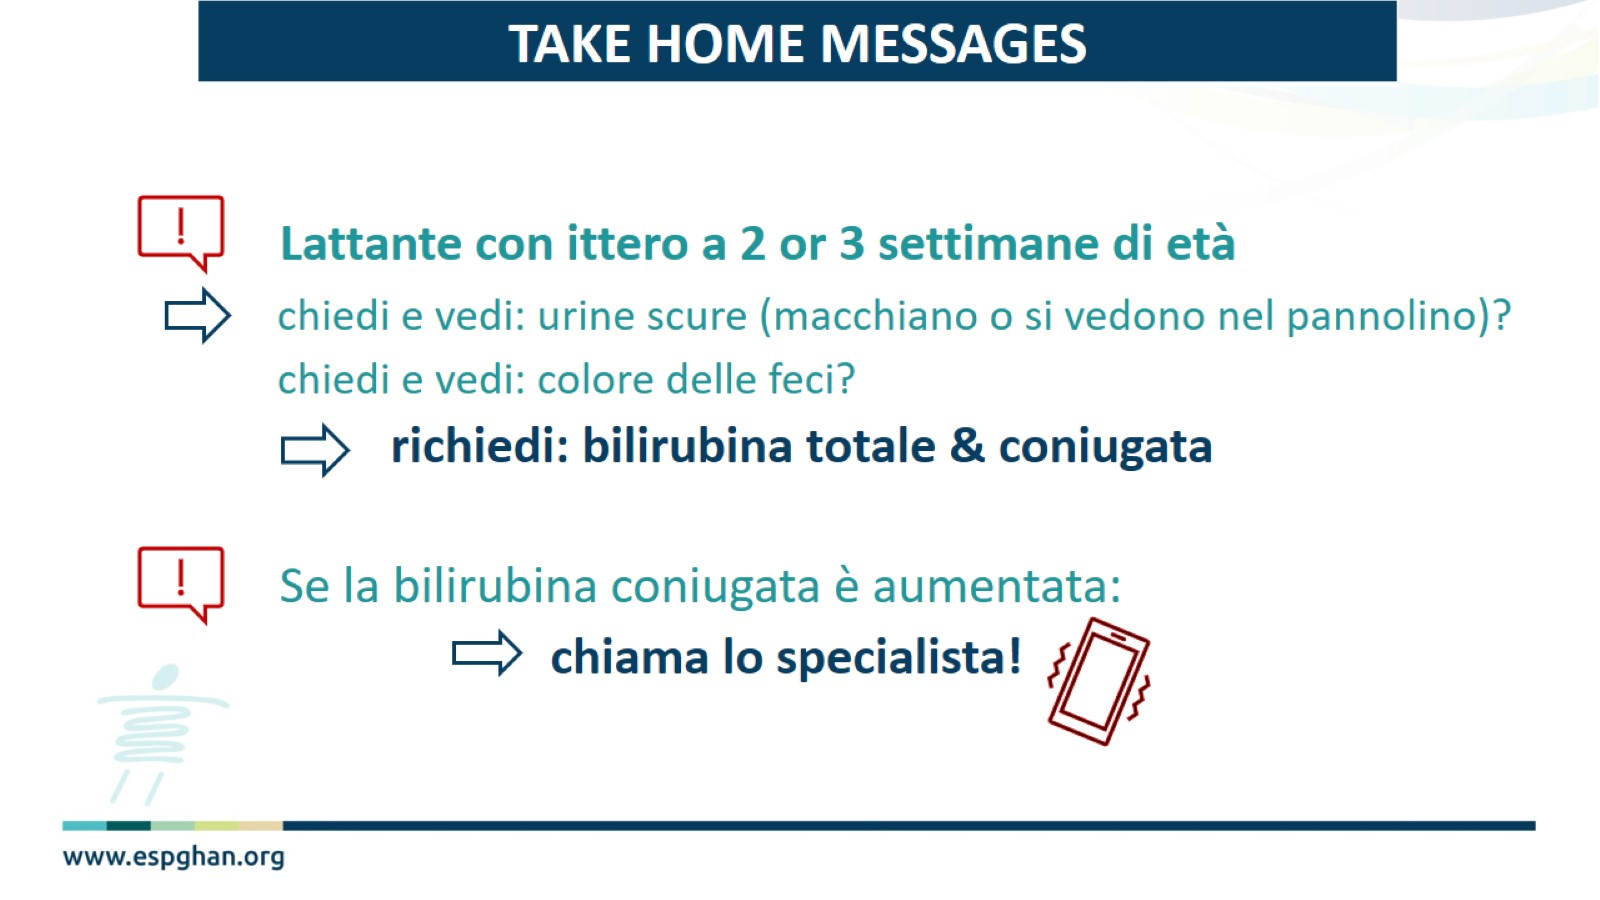 TAKE HOME MESSAGES
Lattante con ittero a 2 or 3 settimane di età
chiedi e vedi: urine scure (macchiano o si vedono nel pannolino)?
chiedi e vedi: colore delle feci?
richiedi: bilirubina totale & coniugata
Se la bilirubina coniugata è aumentata:
chiama lo specialista!
www.espghan.org